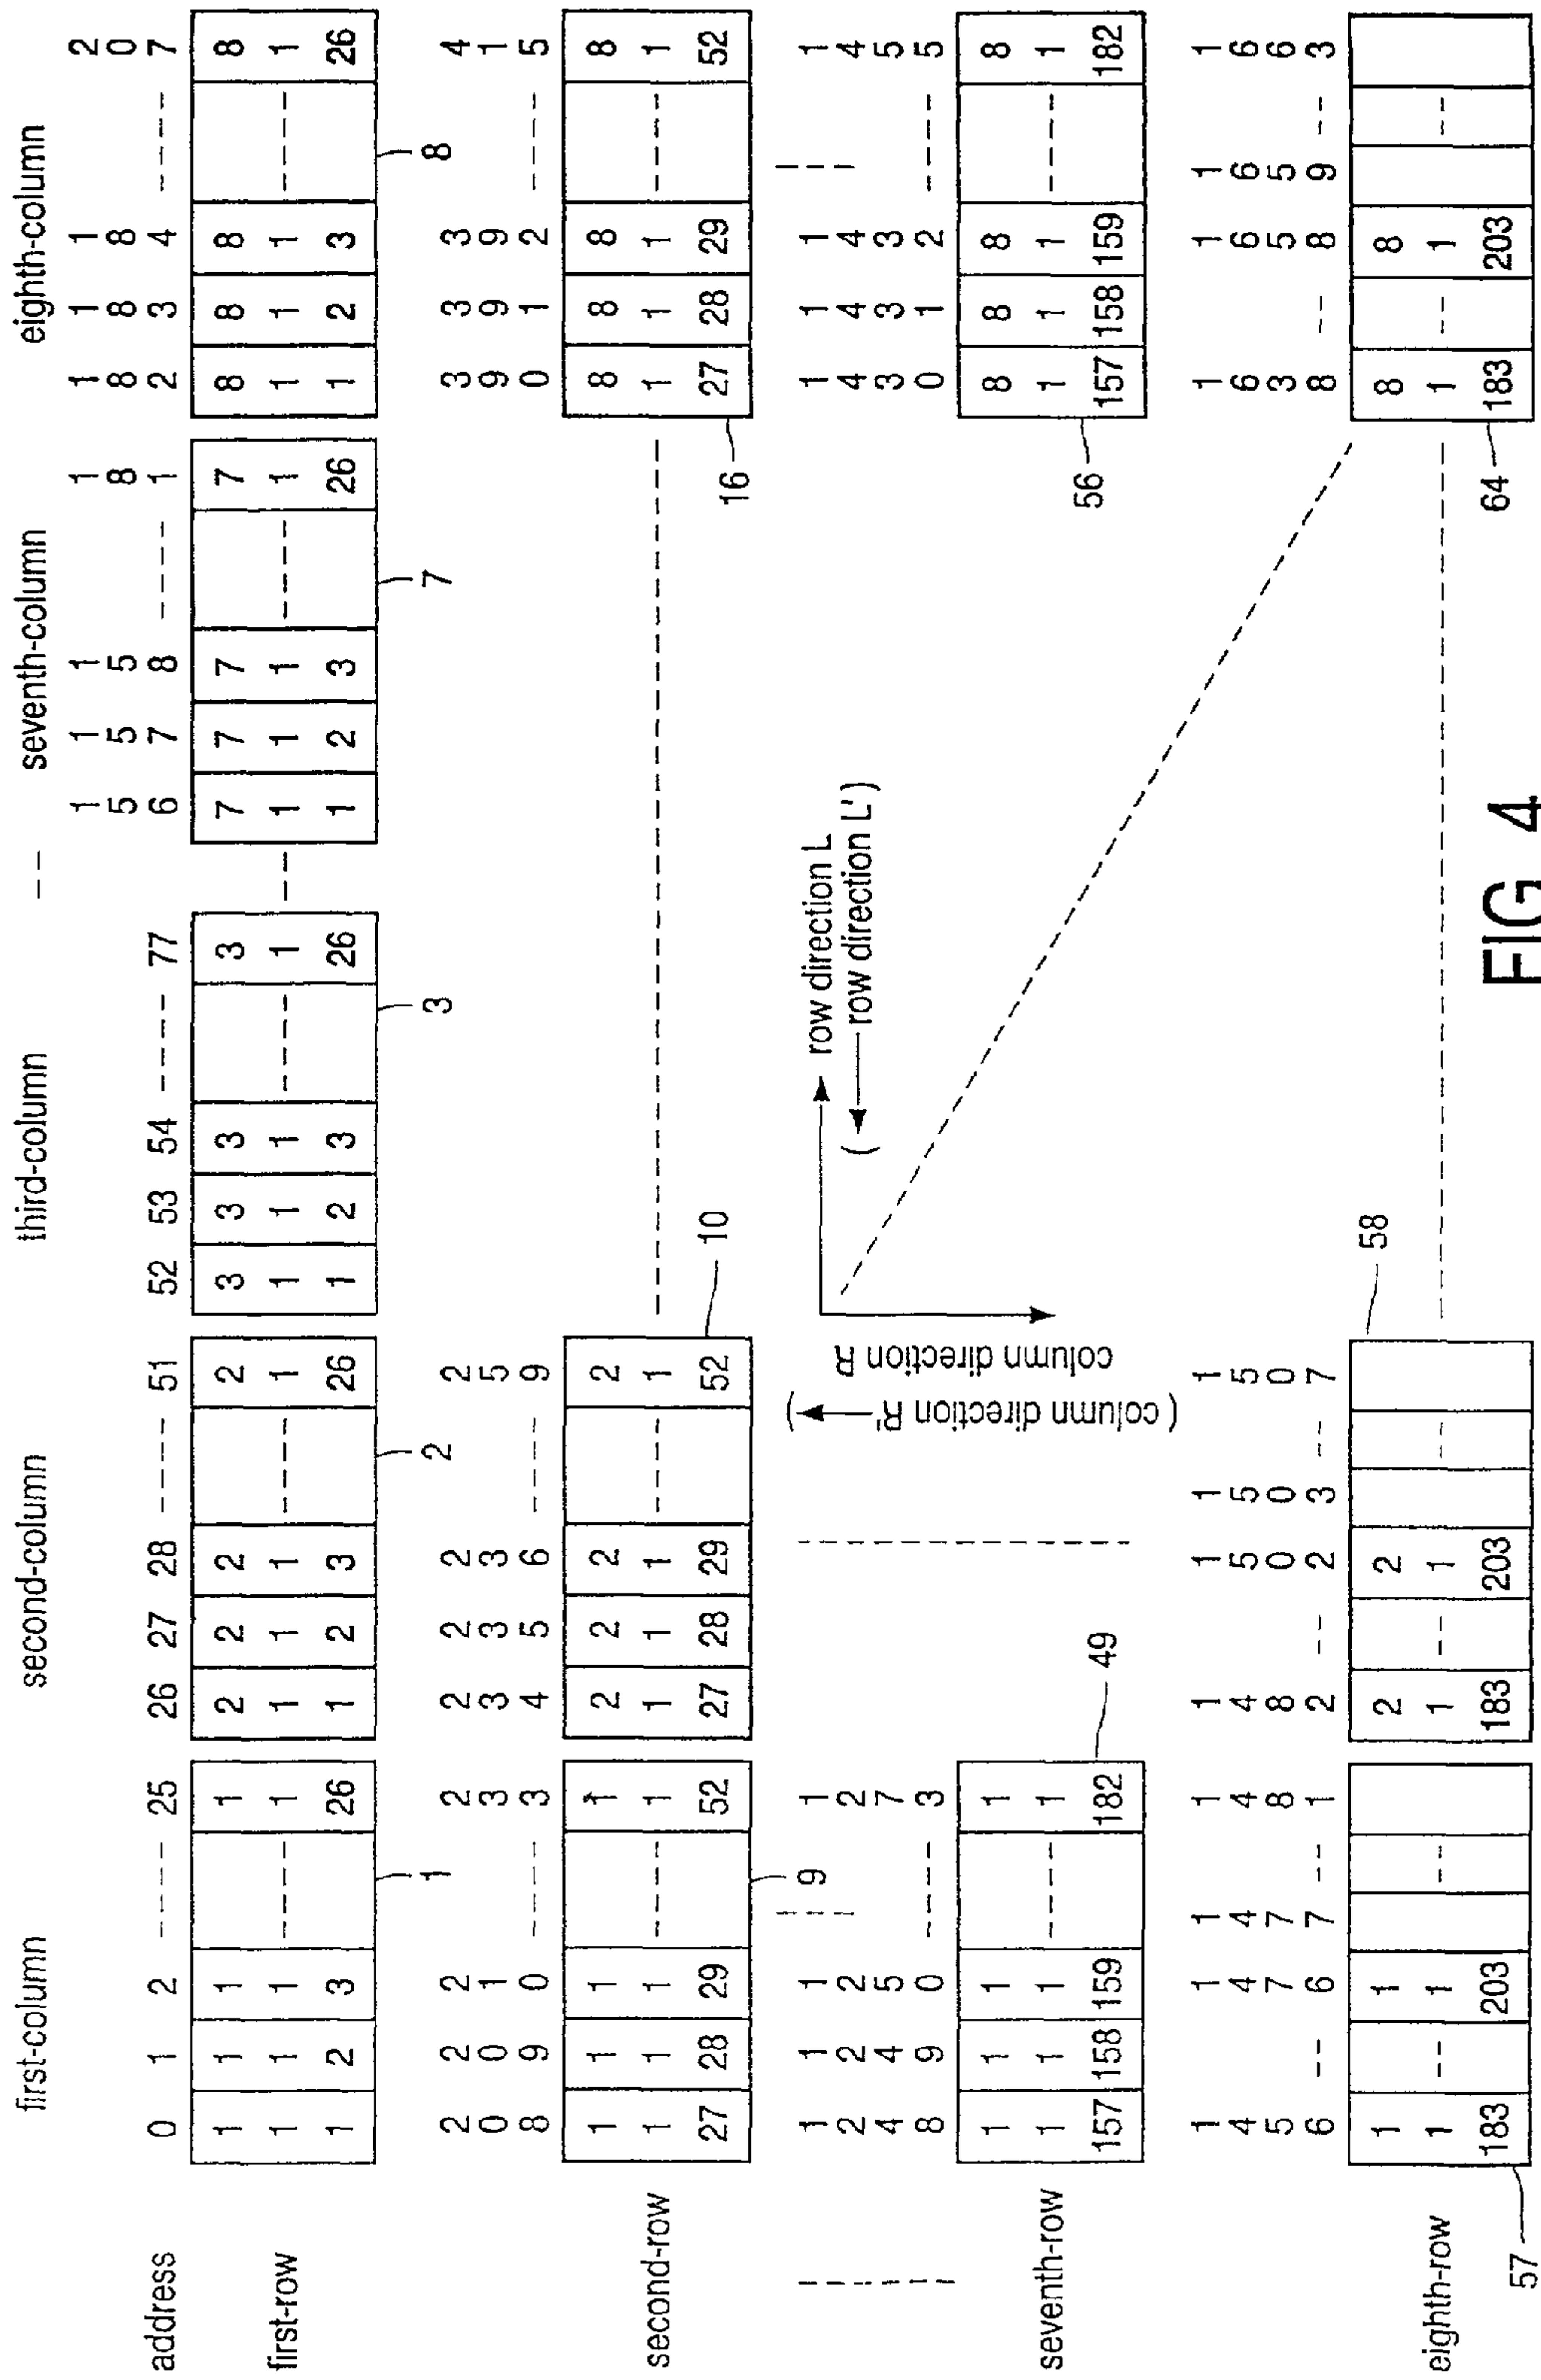 first-column second-column third-column -- seventh-column eighth-column
address 0 1 2 ---- 25 26 27 28 ---- 51 52 53 54 ---- 77 156 157 158 ---- 181 182 183 184 ---- 207
first-row
1 1 1 ---- 1 2 2 2 ---- 2 3 3 3 ---- 3 -- 7 7 7 ---- 7 8 8 8 ---- 8
1 1 1 1 1 1 1 1 1 1 1 1 1 1 1 1 1 1 1 1
1 2 3 26 1 2 3 26 1 2 3 26 1 2 3 26 1 2 3 26
1 2 3 7 8
208 209 210 ---- 233 234 235 236 ---- 259 390 391 392 ---- 415
second-row
1 1 1 ---- 1 2 2 2 ---- 2 8 8 8 ---- 8
1 1 1 1 1 1 1 1 1 1 1 1
27 28 29 52 27 28 29 52 27 28 29 52
9 10 16
row direction L
( row direction L' )
column direction R
( column direction R' )
1248 1249 1250 ---- 1273 1430 1431 1432 ---- 1455
seventh-row
1 1 1 ---- 1 8 8 8 ---- 8
1 1 1 1 1 1 1 1
157 158 159 182 157 158 159 182
49 56
1456 -- 1476 1477 -- 1481 1482 -- 1502 1503 -- 1507 1638 -- 1658 1659 -- 1663
eighth-row
1 -- 1 -- 2 -- 2 -- 8 -- 8 --
1 1 1 1 1 1
183 203 183 203 183 203
57 58 64
FIG 4